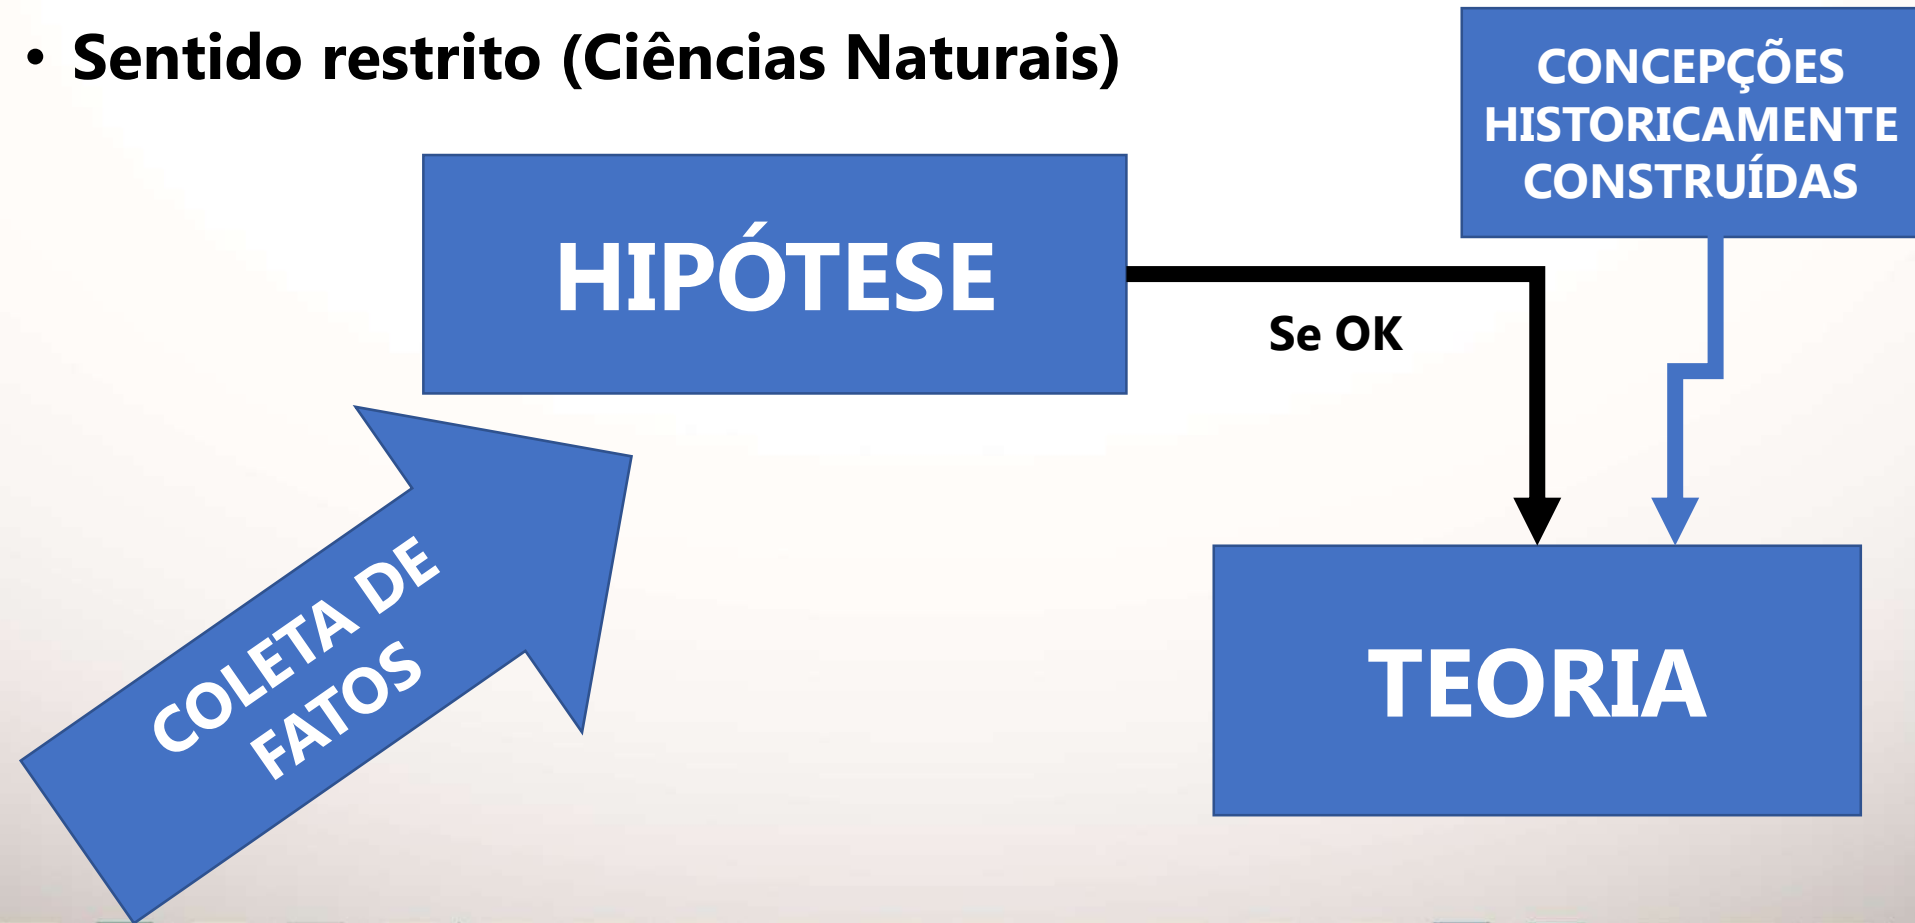 • Sentido restrito (Ciências Naturais)
CONCEPÇÕES
HISTORICAMENTE
CONSTRUÍDAS
HIPÓTESE
Se OK
COLETA DE
FATOS
TEORIA